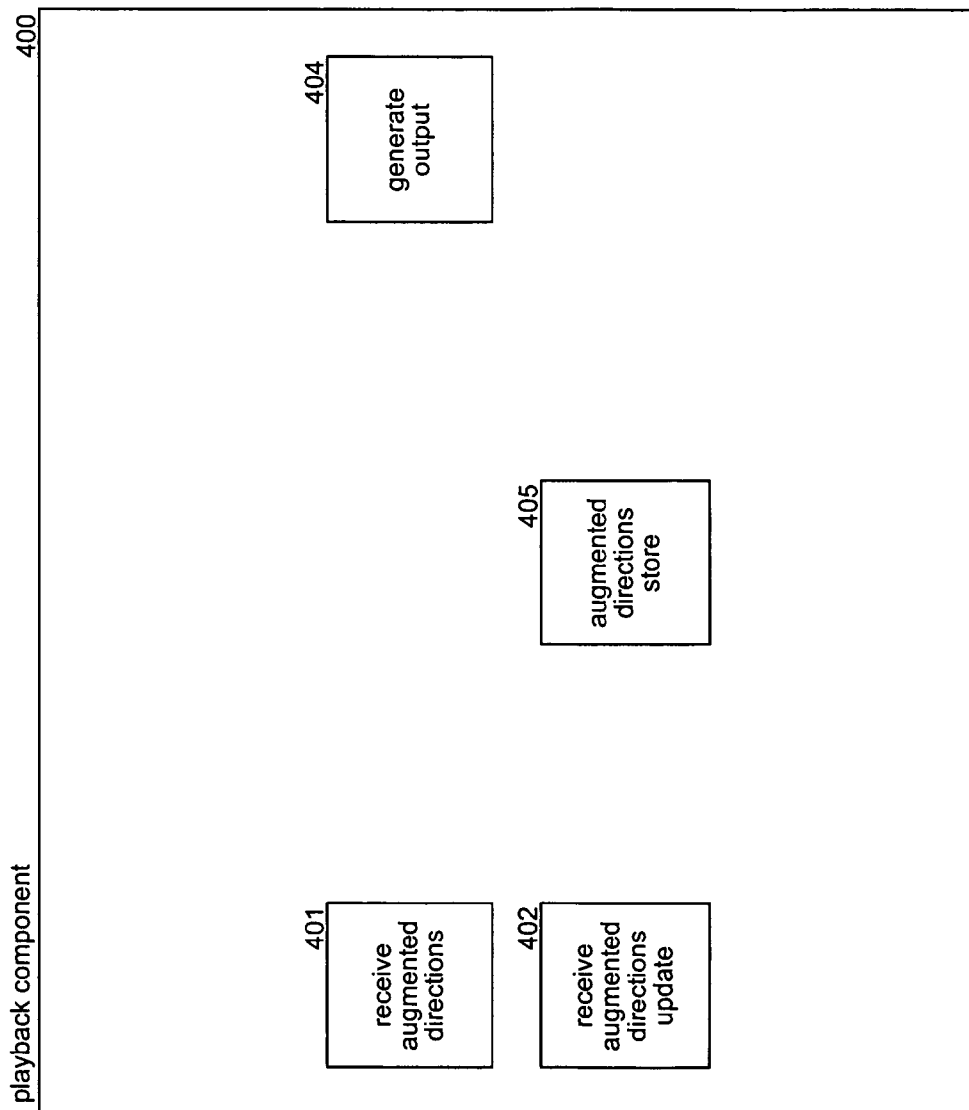 playback component
400
401
receive
augmented
directions
404
generate
output
402
receive
augmented
directions
update
405
augmented
directions
store